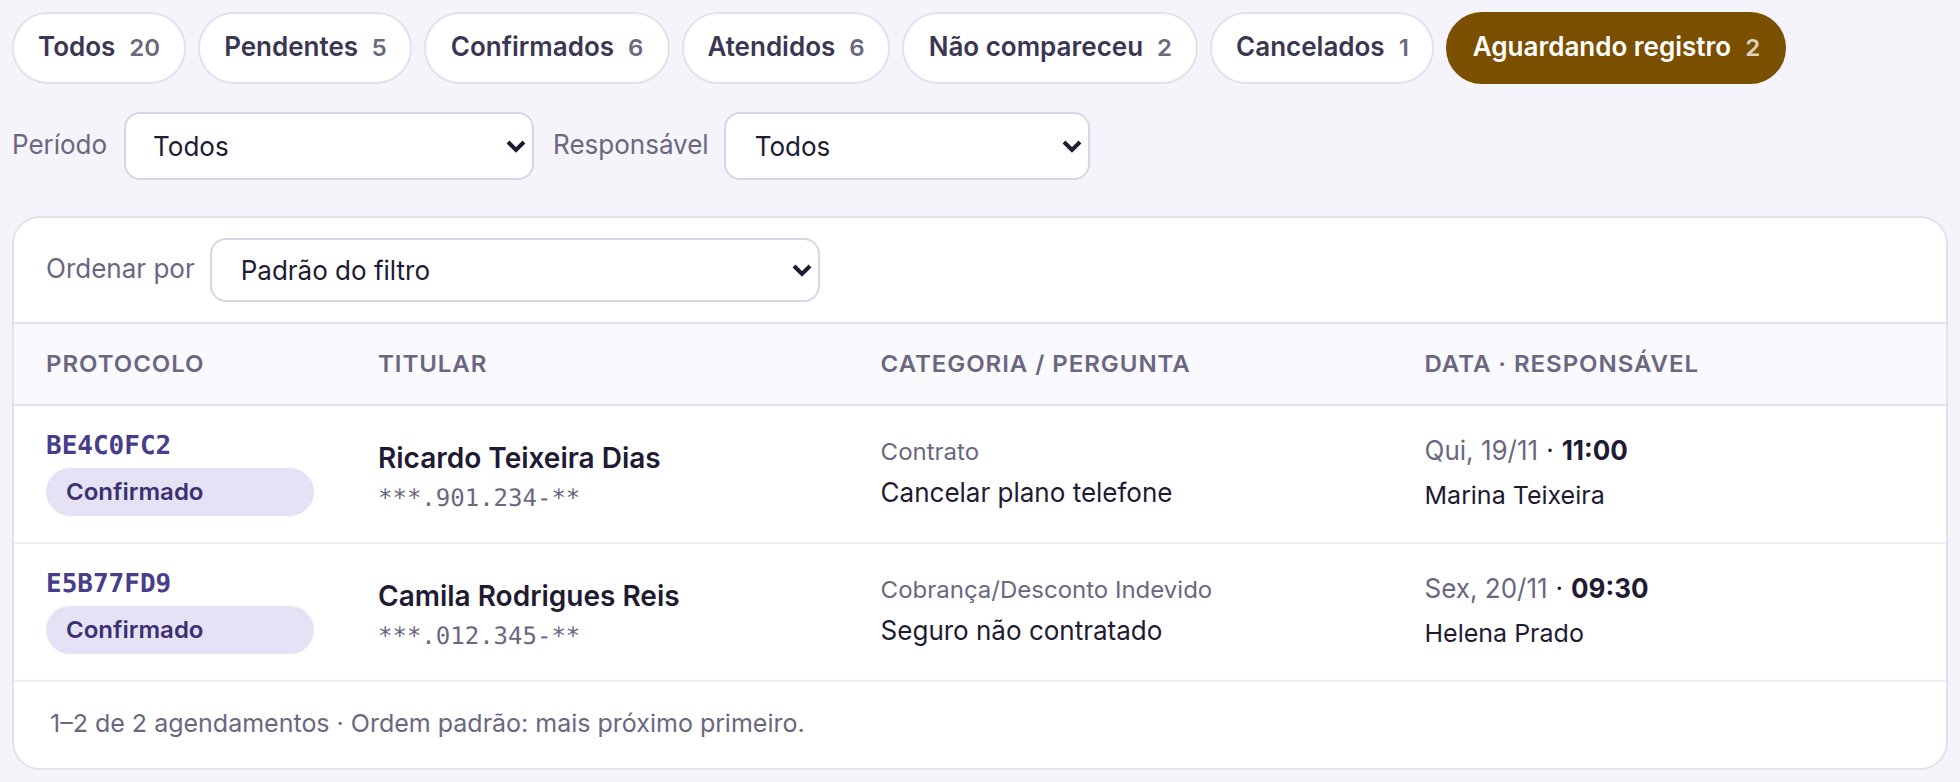 Todos 20 Pendentes 5 Confirmados 6 Atendidos 6 Não compareceu 2 Cancelados 1 Aguardando registro 2
Período Todos Responsável Todos
Ordenar por Padrão do filtro
PROTOCOLO TITULAR CATEGORIA / PERGUNTA DATA · RESPONSÁVEL
BE4C0FC2
Confirmado
Ricardo Teixeira Dias
***.901.234-**
Contrato
Cancelar plano telefone
Qui, 19/11 · 11:00
Marina Teixeira
E5B77FD9
Confirmado
Camila Rodrigues Reis
***.012.345-**
Cobrança/Desconto Indevido
Seguro não contratado
Sex, 20/11 · 09:30
Helena Prado
1–2 de 2 agendamentos · Ordem padrão: mais próximo primeiro.